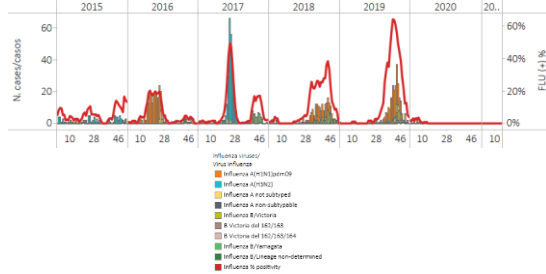 2015 2016 2017 2018 2019 2020 20..
N. cases/casos
60
40
20
0
60%
40%
20%
0%
FLU (+) %
10 28 46 10 28 46 10 28 46 10 28 46 10 28 46 10 28 46 10
Influenza viruses/
Virus influenza
Influenza A(H1N1)pdm09
Influenza A(H3N2)
Influenza A not subtyped
Influenza A non-subtypable
Influenza B/Victoria
B Victoria del 162/163
B Victoria del 162/163/164
Influenza B/Yamagata
Influenza B/Lineage non-determined
Influenza % positivity